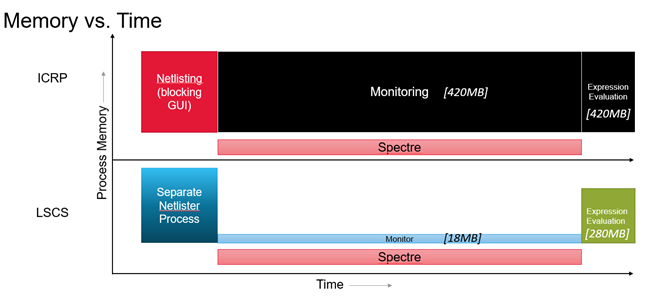 Memory vs. Time
ICRP
Netlisting
(blocking
GUI)
Monitoring [420MB]
Expression
Evaluation
[420MB]
Spectre
Process Memory
LSCS
Separate
Netlister
Process
Monitor [18MB]
Expression
Evaluation
[280MB]
Spectre
Time